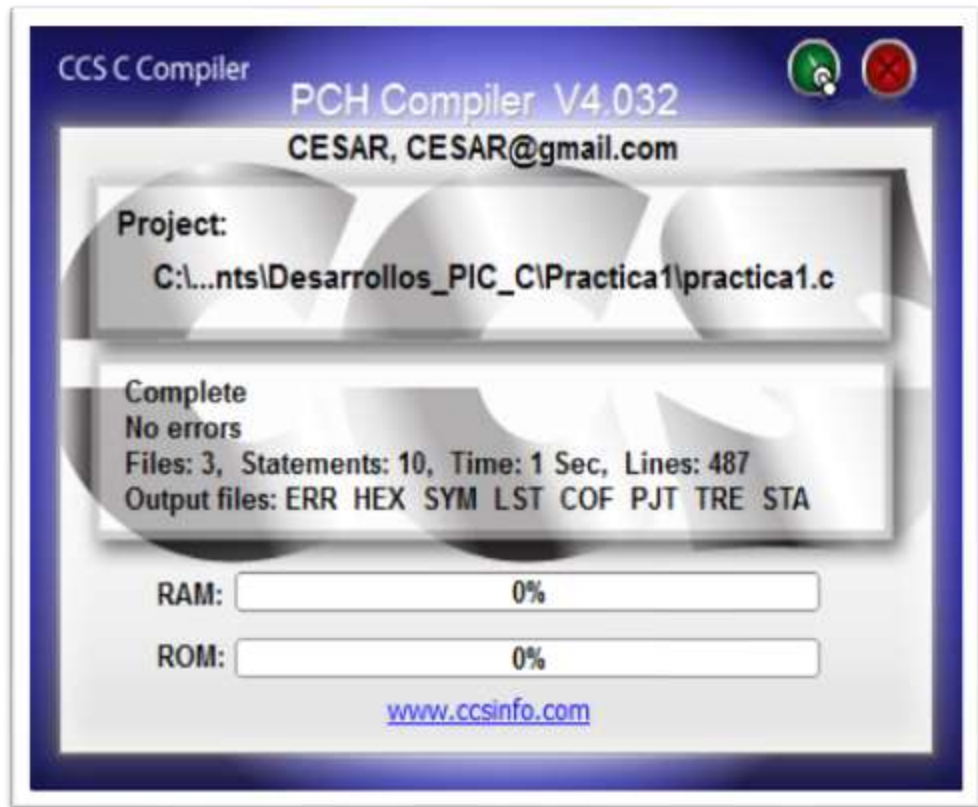 CCS C Compiler
PCH Compiler V4.032
CESAR, CESAR@gmail.com
Project:
C:\...nts\Desarrollos_PIC_C\Practica1\practica1.c
Complete
No errors
Files: 3, Statements: 10, Time: 1 Sec, Lines: 487
Output files: ERR HEX SYM LST COF PJT TRE STA
RAM: 0%
ROM: 0%
www.ccsinfo.com